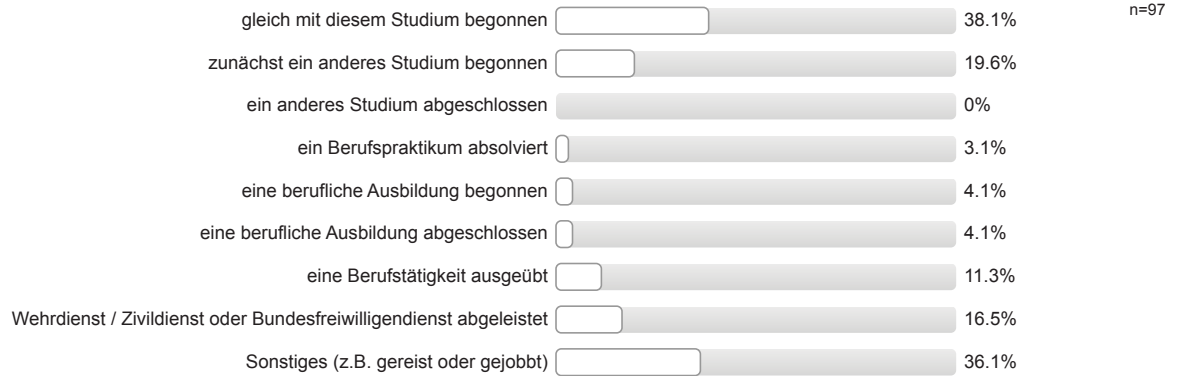 gleich mit diesem Studium begonnen 38.1% n=97
zunächst ein anderes Studium begonnen 19.6%
ein anderes Studium abgeschlossen 0%
ein Berufspraktikum absolviert 3.1%
eine berufliche Ausbildung begonnen 4.1%
eine berufliche Ausbildung abgeschlossen 4.1%
eine Berufstätigkeit ausgeübt 11.3%
Wehrdienst / Zivildienst oder Bundesfreiwilligendienst abgeleistet 16.5%
Sonstiges (z.B. gereist oder gejobbt) 36.1%